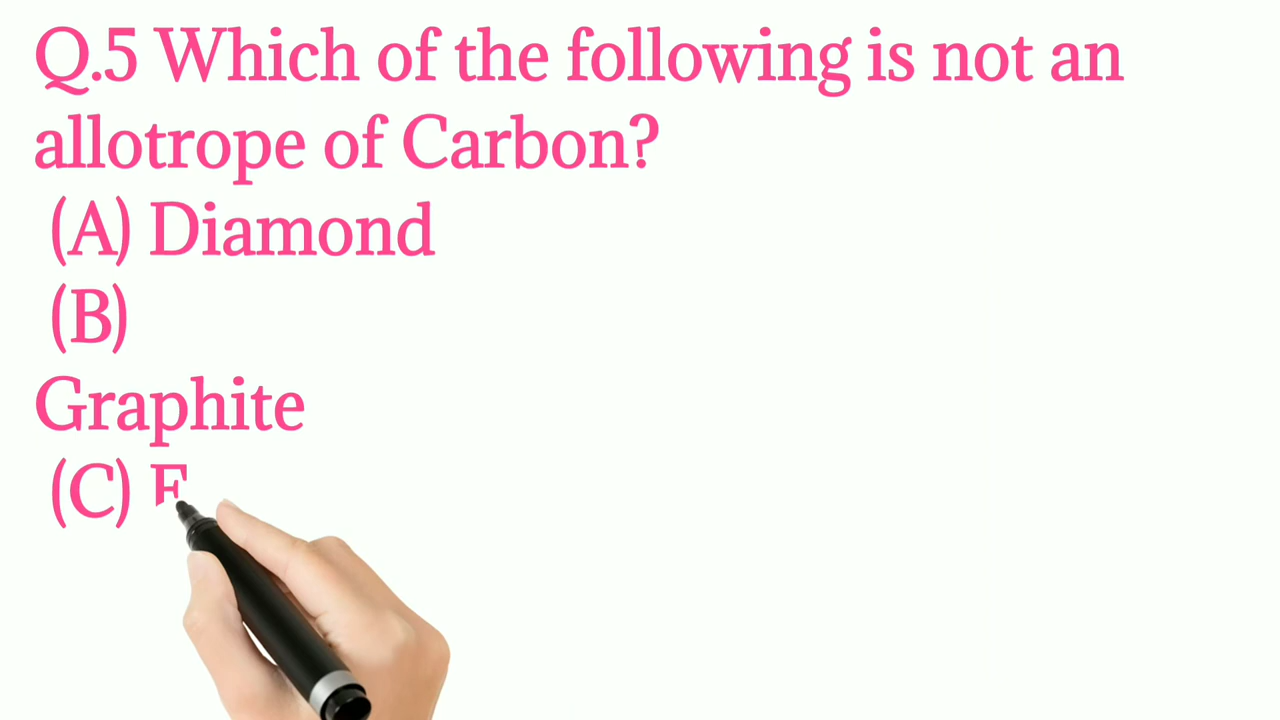 Q.5 Which of the following is not an
allotrope of Carbon?
(A) Diamond
(B)
Graphite
(C)